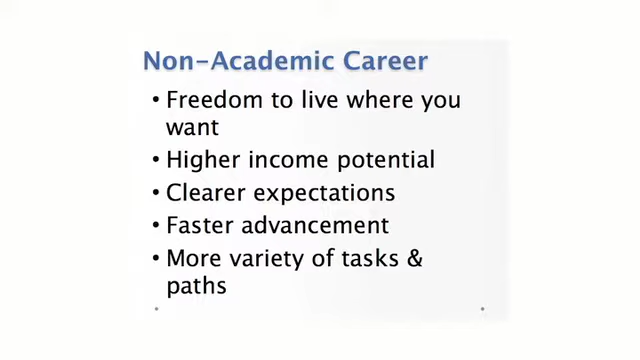 Non-Academic Career
• Freedom to live where you
want
• Higher income potential
• Clearer expectations
• Faster advancement
• More variety of tasks &
paths